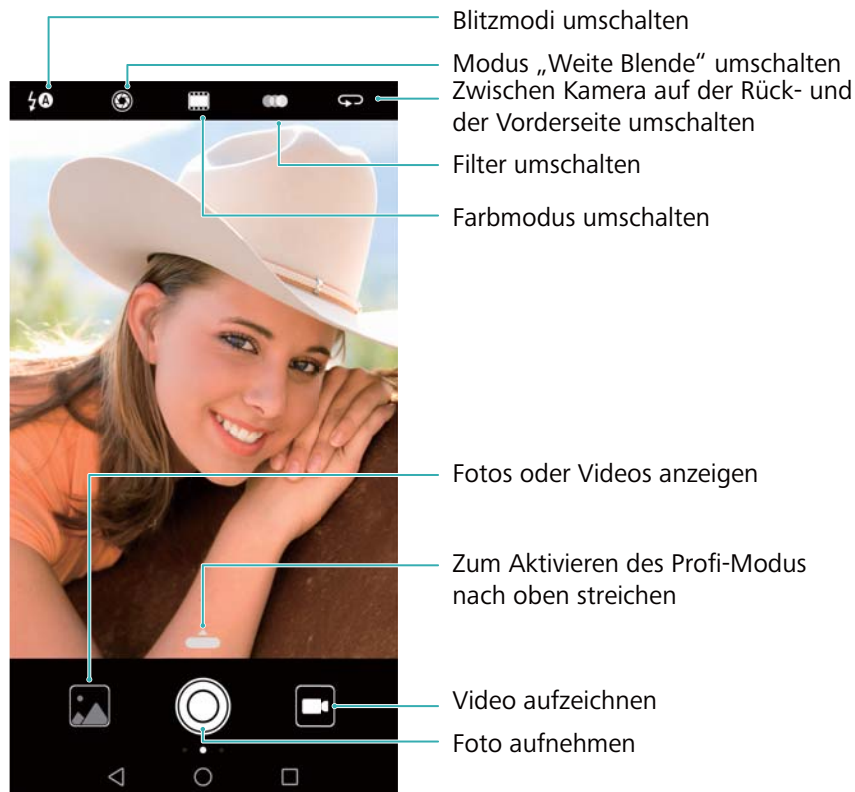 Blitzmodi umschalten
Modus „Weite Blende“ umschalten
Zwischen Kamera auf der Rück- und
der Vorderseite umschalten
Filter umschalten
Farbmodus umschalten
Fotos oder Videos anzeigen
Zum Aktivieren des Profi-Modus
nach oben streichen
Video aufzeichnen
Foto aufnehmen